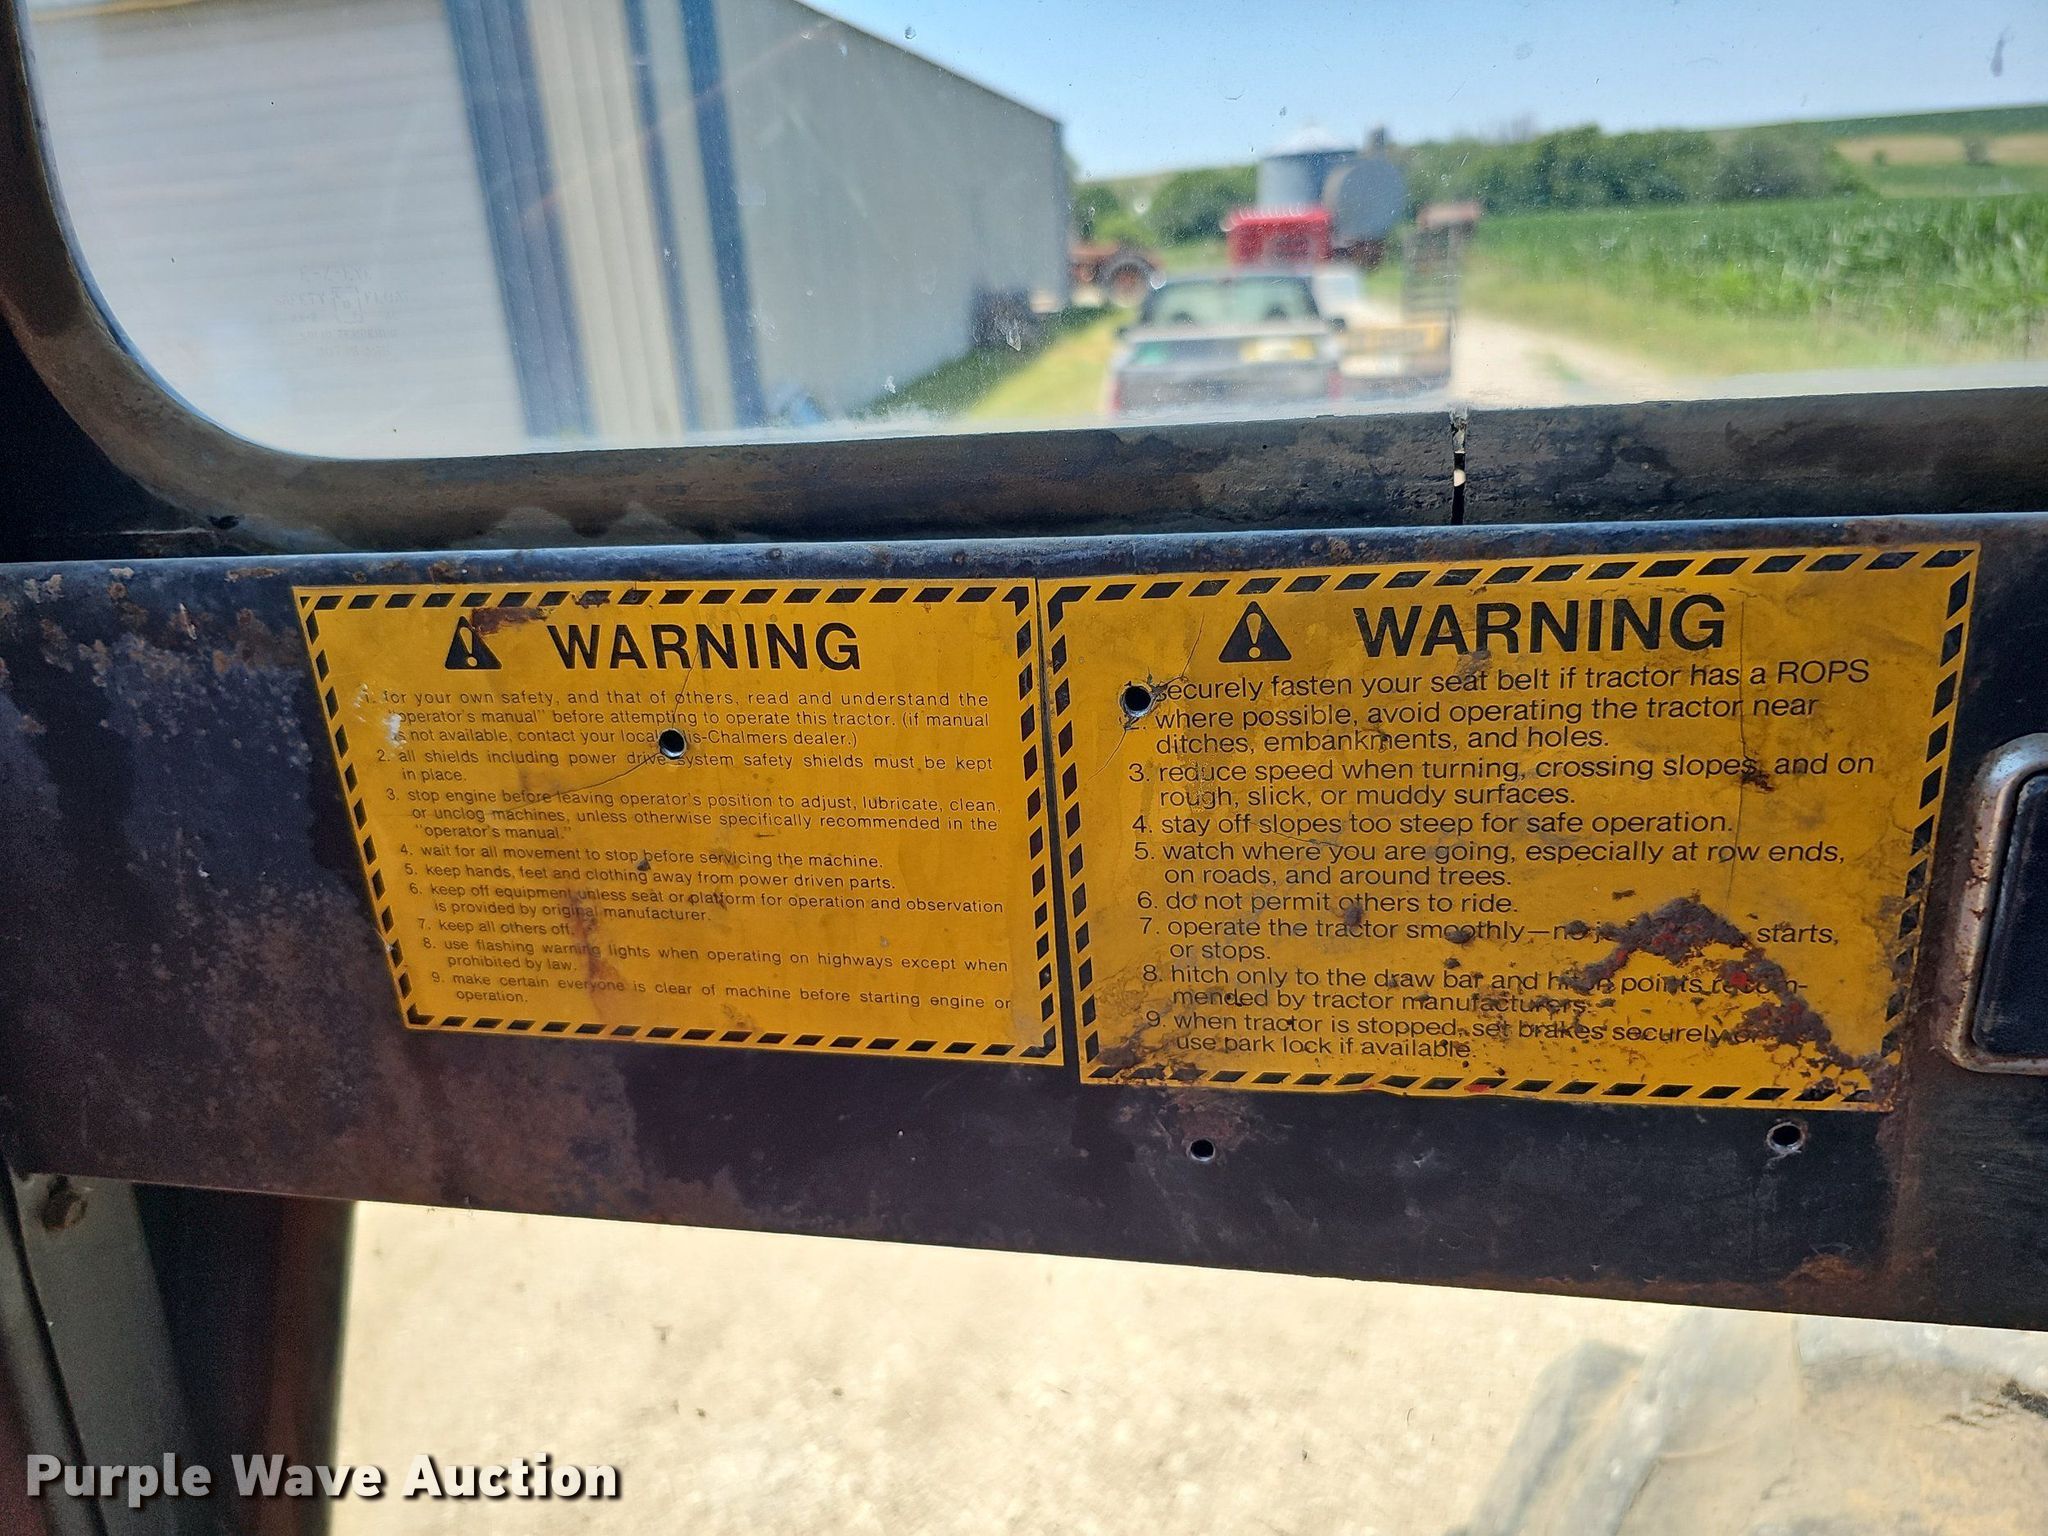 WARNING
1. for your own safety, and that of others, read and understand the
"operator's manual" before attempting to operate this tractor. (if manual
is not available, contact your local is-Chalmers dealer.)
2. all shields including power drive system safety shields must be kept
in place.
3. stop engine before leaving operator's position to adjust, lubricate, clean,
or unclog machines, unless otherwise specifically recommended in the
"operator's manual."
4. wait for all movement to stop before servicing the machine.
5. keep hands, feet and clothing away from power driven parts.
6. keep off equipment unless seat or platform for operation and observation
is provided by original manufacturer.
7. keep all others off.
8. use flashing warning lights when operating on highways except when
prohibited by law.
9. make certain everyone is clear of machine before starting engine or
operation.
WARNING
1. securely fasten your seat belt if tractor has a ROPS
2. where possible, avoid operating the tractor near
ditches, embankments, and holes.
3. reduce speed when turning, crossing slopes, and on
rough, slick, or muddy surfaces.
4. stay off slopes too steep for safe operation.
5. watch where you are going, especially at row ends,
on roads, and around trees.
6. do not permit others to ride.
7. operate the tractor smoothly—no starts,
or stops.
8. hitch only to the draw bar and hitch points recom-
mended by tractor manufacturers.
9. when tractor is stopped, set brakes securely or
use park lock if available.
Purple Wave Auction